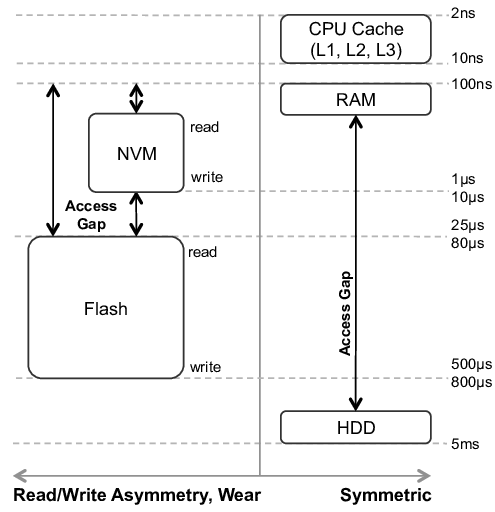 2ns
CPU Cache
(L1, L2, L3)
10ns
100ns
RAM
read
NVM
write
1µs
10µs
Access
Gap
25µs
80µs
read
Flash
Access Gap
write
500µs
800µs
HDD
5ms
Read/Write Asymmetry, Wear
Symmetric